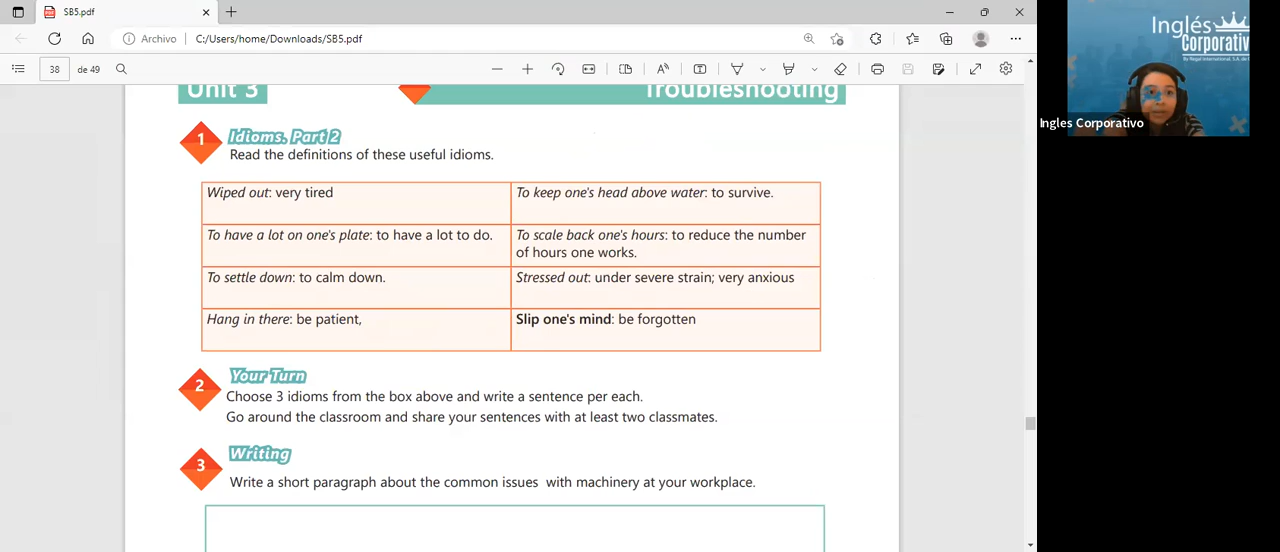 SB5.pdf
Archivo
C:/Users/home/Downloads/SB5.pdf
38 de 49
Unit 3
Troubleshooting
1
Idioms. Part 2
Read the definitions of these useful idioms.
Wiped out: very tired
To keep one's head above water: to survive.
To have a lot on one's plate: to have a lot to do.
To scale back one's hours: to reduce the number
of hours one works.
To settle down: to calm down.
Stressed out: under severe strain; very anxious
Hang in there: be patient,
Slip one's mind: be forgotten
2
Your Turn
Choose 3 idioms from the box above and write a sentence per each.
Go around the classroom and share your sentences with at least two classmates.
3
Writing
Write a short paragraph about the common issues with machinery at your workplace.
Inglés
Corporativ
By Regal International, S.A. de
Ingles Corporativo